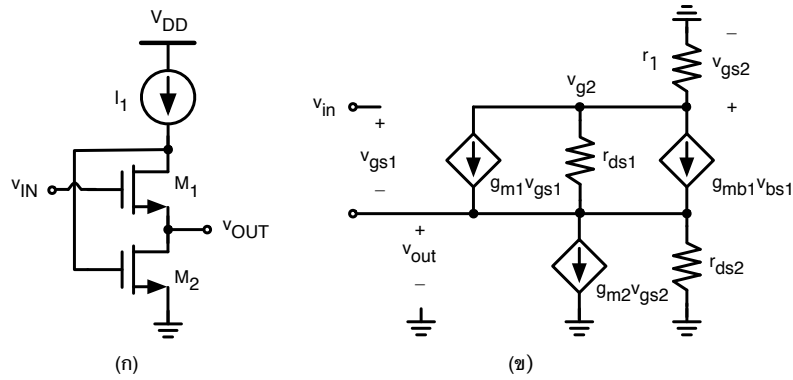 V_DD
I_1
v_IN
M_1
v_OUT
M_2
(ก)
r_1
−
v_gs2
+
v_g2
v_in
+
v_gs1
−
g_m1v_gs1
r_ds1
g_mb1v_bs1
+
v_out
−
g_m2v_gs2
r_ds2
(ข)